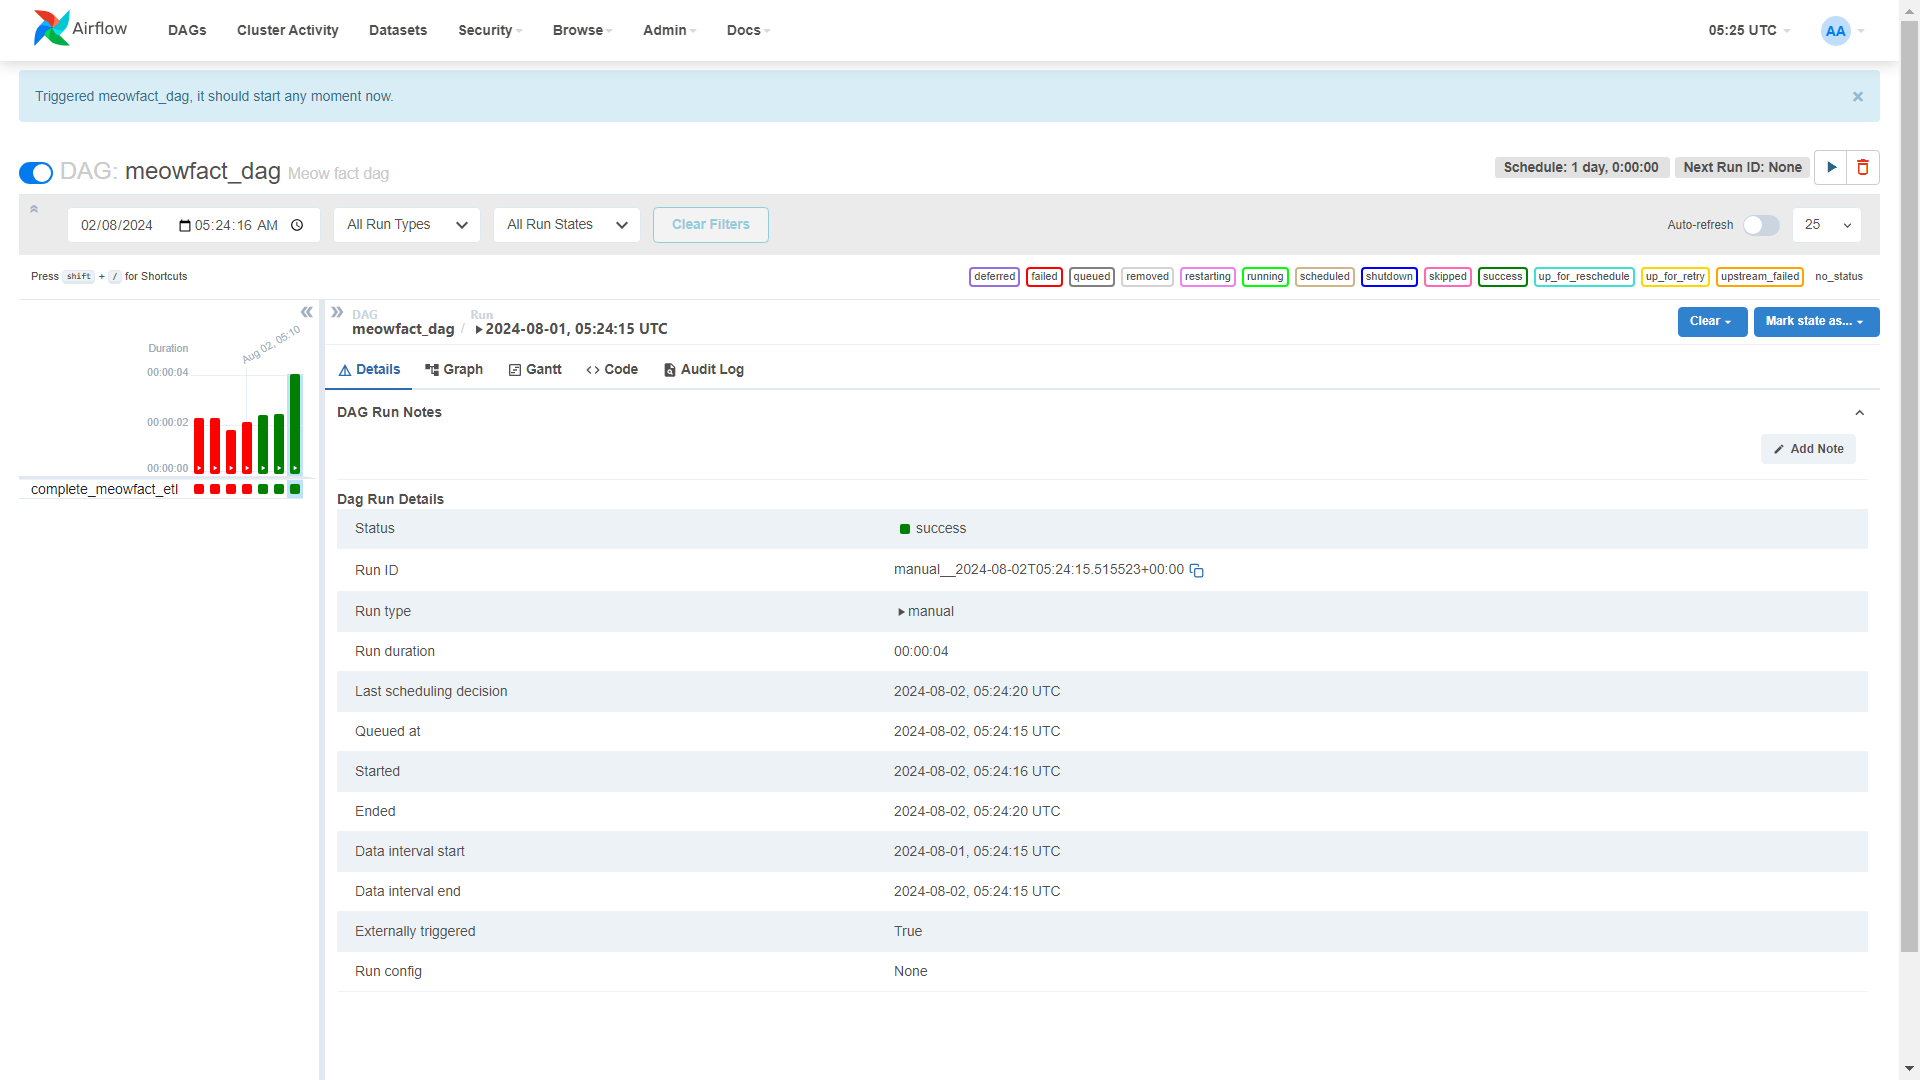 Airflow DAGs Cluster Activity Datasets Security Browse Admin Docs 05:25 UTC AA
Triggered meowfact_dag, it should start any moment now. ×
DAG: meowfact_dag Meow fact dag Schedule: 1 day, 0:00:00 Next Run ID: None
02/08/2024 05:24:16 AM All Run Types All Run States Clear Filters Auto-refresh 25
Press shift + / for Shortcuts deferred failed queued removed restarting running scheduled shutdown skipped success up_for_reschedule up_for_retry upstream_failed no_status
DAG Run
meowfact_dag / 2024-08-01, 05:24:15 UTC Clear Mark state as...
Aug 02, 05:10
Duration
00:00:04
00:00:02
00:00:00
complete_meowfact_etl
Details Graph Gantt Code Audit Log
DAG Run Notes
Add Note
Dag Run Details
Status success
Run ID manual__2024-08-02T05:24:15.515523+00:00
Run type manual
Run duration 00:00:04
Last scheduling decision 2024-08-02, 05:24:20 UTC
Queued at 2024-08-02, 05:24:15 UTC
Started 2024-08-02, 05:24:16 UTC
Ended 2024-08-02, 05:24:20 UTC
Data interval start 2024-08-01, 05:24:15 UTC
Data interval end 2024-08-02, 05:24:15 UTC
Externally triggered True
Run config None